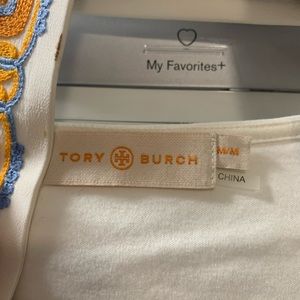 My Favorites+
TORY BURCH
M/M
CHINA